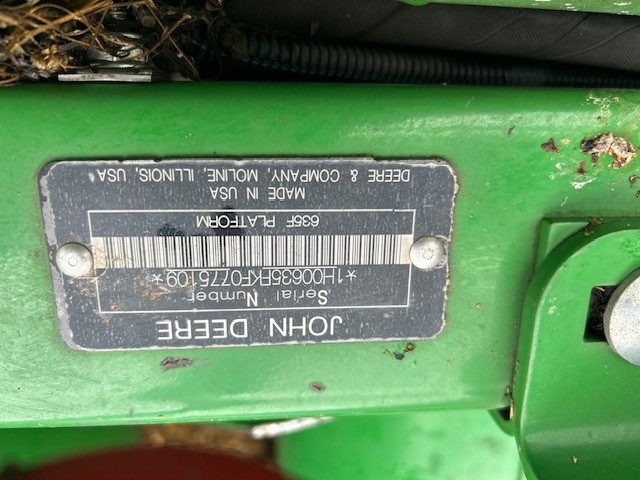 JOHN DEERE
Serial Number
*1H00635FKF0775109*
635F PLATFORM
MADE IN USA
DEERE & COMPANY, MOLINE, ILLINOIS, USA